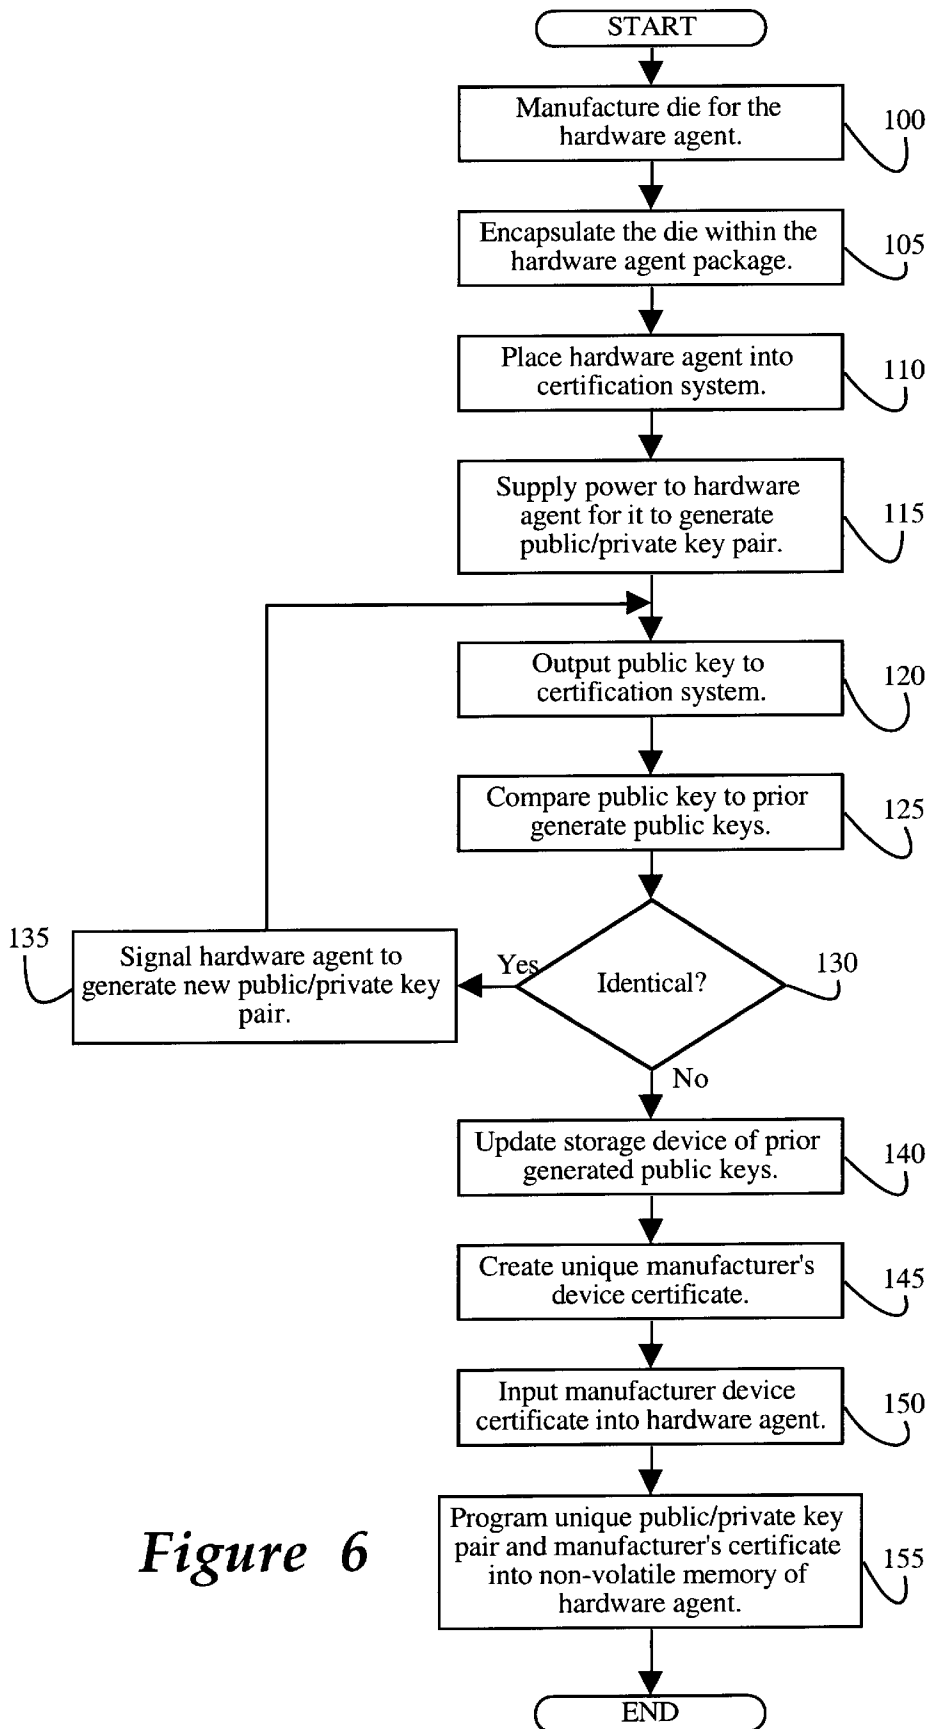 START
Manufacture die for the
hardware agent.
100
Encapsulate the die within the
hardware agent package.
105
Place hardware agent into
certification system.
110
Supply power to hardware
agent for it to generate
public/private key pair.
115
Output public key to
certification system.
120
Compare public key to prior
generate public keys.
125
Identical?
130
Yes
135
Signal hardware agent to
generate new public/private key
pair.
No
Update storage device of prior
generated public keys.
140
Create unique manufacturer's
device certificate.
145
Input manufacturer device
certificate into hardware agent.
150
Program unique public/private key
pair and manufacturer's certificate
into non-volatile memory of
hardware agent.
155
Figure 6
END